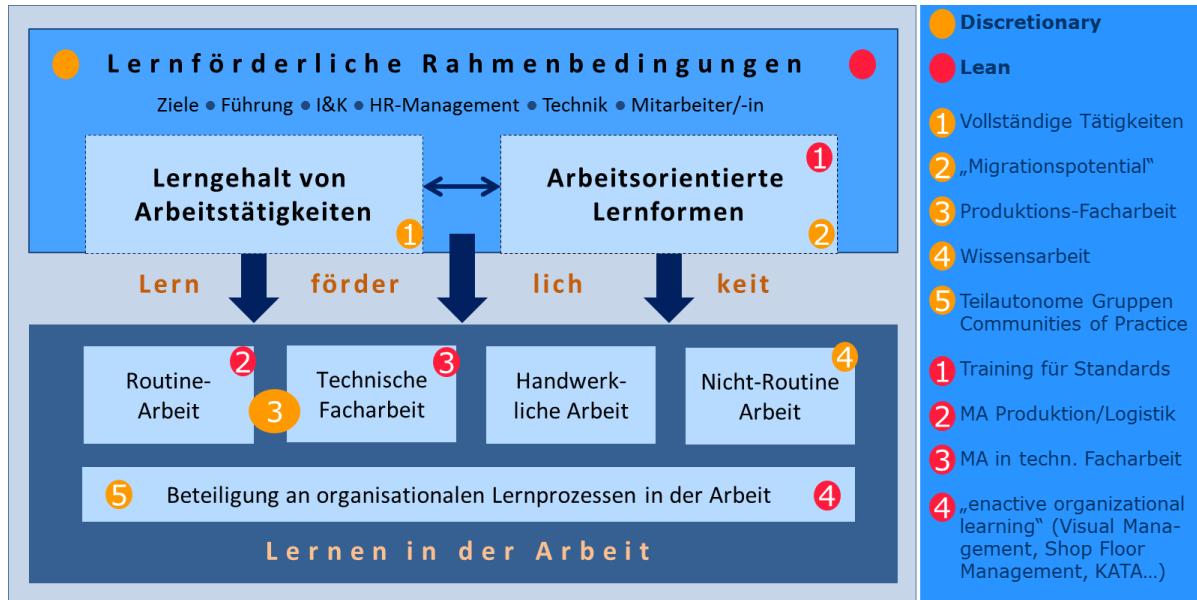 Lernförderliche Rahmenbedingungen
Ziele ● Führung ● I&K ● HR-Management ● Technik ● Mitarbeiter/-in
Lerngehalt von
Arbeitstätigkeiten
1
Arbeitsorientierte
Lernformen
1
2
Lern förder lich keit
Routine-
Arbeit
2
3
Technische
Facharbeit
3
Handwerk-
liche Arbeit
Nicht-Routine
Arbeit
4
5 Beteiligung an organisationalen Lernprozessen in der Arbeit 4
Lernen in der Arbeit
Discretionary
Lean
1 Vollständige Tätigkeiten
2 „Migrationspotential“
3 Produktions-Facharbeit
4 Wissensarbeit
5 Teilautonome Gruppen
Communities of Practice
1 Training für Standards
2 MA Produktion/Logistik
3 MA in techn. Facharbeit
4 „enactive organizational
learning“ (Visual Mana-
gement, Shop Floor
Management, KATA…)